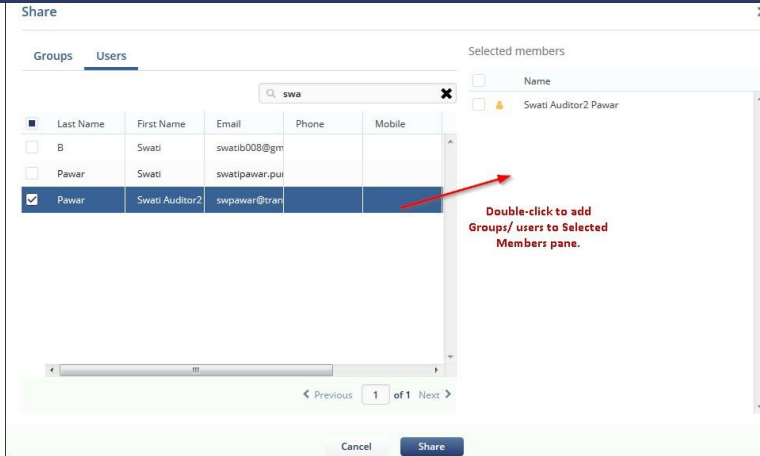 Share
Groups Users
Selected members
swa
Name
Swati Auditor2 Pawar
Last Name First Name Email Phone Mobile
B Swati swatib008@gm
Pawar Swati swatipawar.pu
Pawar Swati Auditor2 swpawar@tran
Double-click to add
Groups/ users to Selected
Members pane.
Previous 1 of 1 Next
Cancel Share